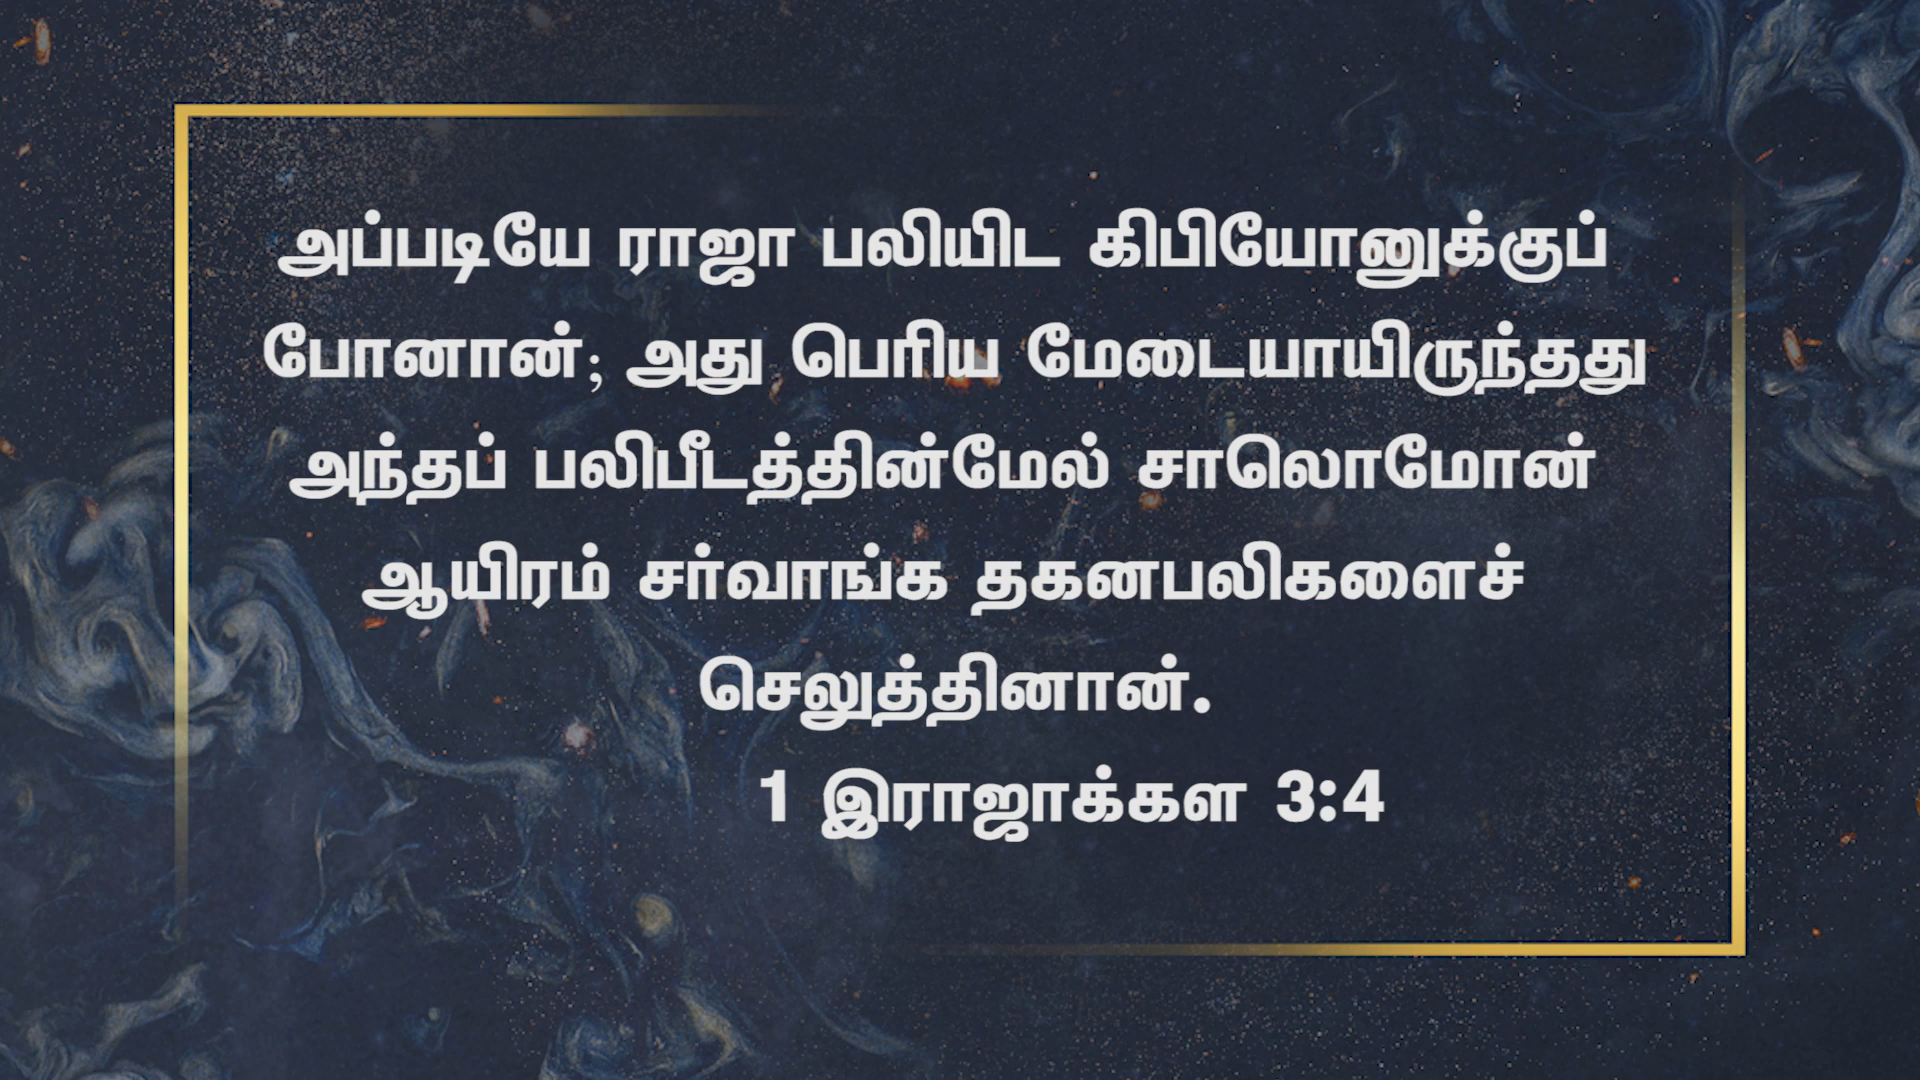 அப்படியே ராஜா பலியிட கிபியோனுக்குப்
போனான்; அது பெரிய மேடையாயிருந்தது
அந்தப் பலிபீடத்தின்மேல் சாலொமோன்
ஆயிரம் சர்வாங்க தகனபலிகளைச்
செலுத்தினான்.
1 இராஜாக்கள 3:4